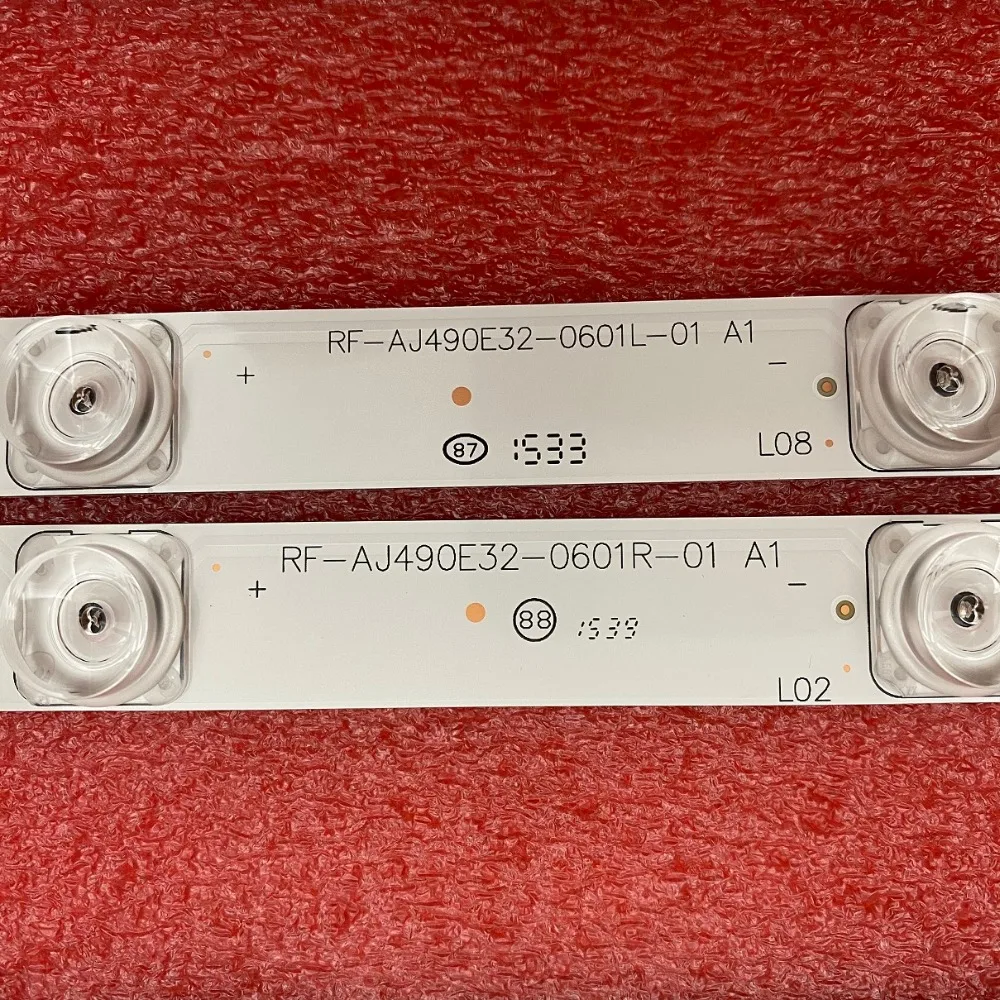 RF-AJ490E32-0601L-01 A1
+ -
87 1533 L08
RF-AJ490E32-0601R-01 A1
+ -
88 1539
L02